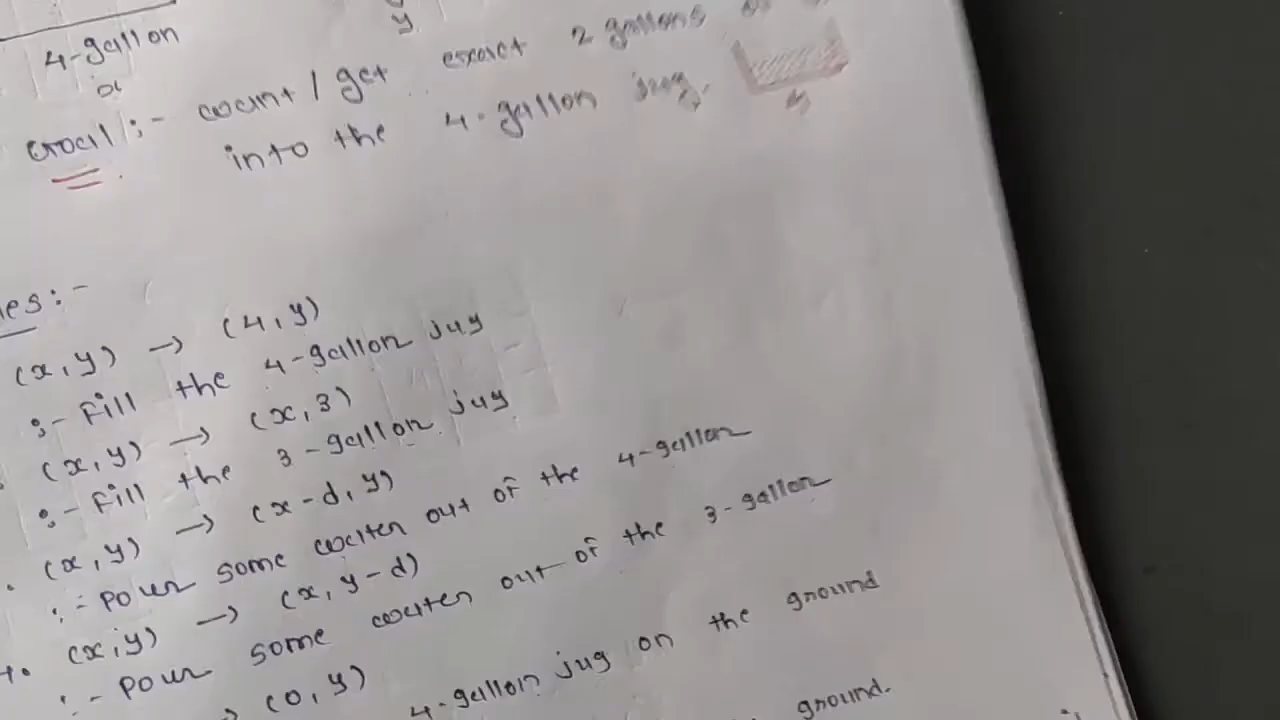 4-gallon
x
y
Goal :- count / get exact 2 gallons
into the 4-gallon jug.
y
es:-
(x, y) → (4, y)
:- Fill the 4-gallon jug
(x, y) → (x, 3)
:- Fill the 3-gallon jug
(x, y) → (x-d, y)
:- Pour some water out of the 4-gallon
(x, y) → (x, y-d)
:- Pour some water out of the 3-gallon
→ (0, y)
4-gallon jug on the ground
ground.